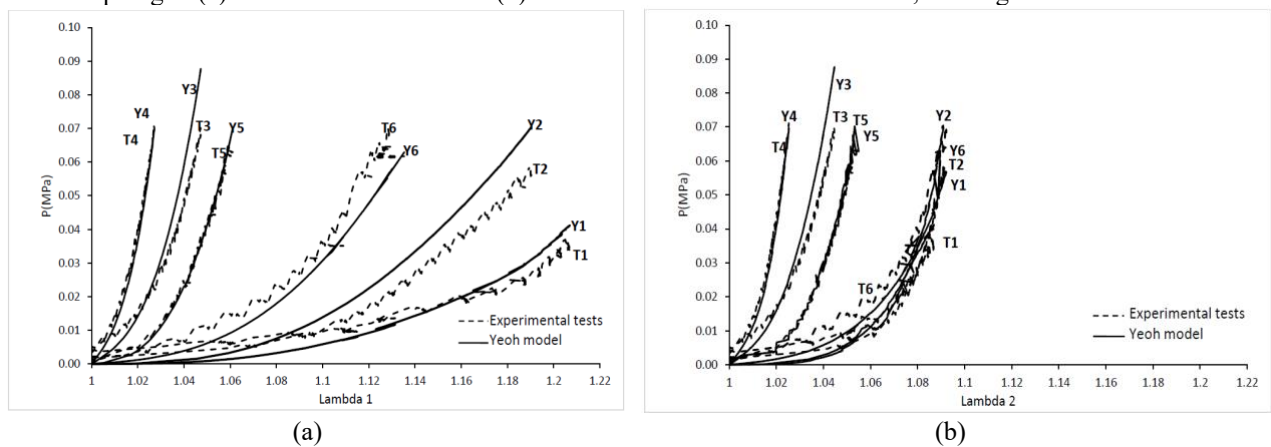 0.10
0.09
0.08
0.07
0.06
0.05
0.04
0.03
0.02
0.01
0.00
P(MPa)
Y4
T4
Y3
T3
Y5
T5
T6
Y6
Y2
T2
Y1
T1
Experimental tests
Yeoh model
1 1.02 1.04 1.06 1.08 1.1 1.12 1.14 1.16 1.18 1.2 1.22
Lambda 1
(a)
0.10
0.09
0.08
0.07
0.06
0.05
0.04
0.03
0.02
0.01
0.00
P(MPa)
Y4
T4
Y3
T3
T5
Y5
Y2
Y6
T2
Y1
T1
T6
Experimental tests
Yeoh model
1 1.02 1.04 1.06 1.08 1.1 1.12 1.14 1.16 1.18 1.2 1.22
Lambda 2
(b)